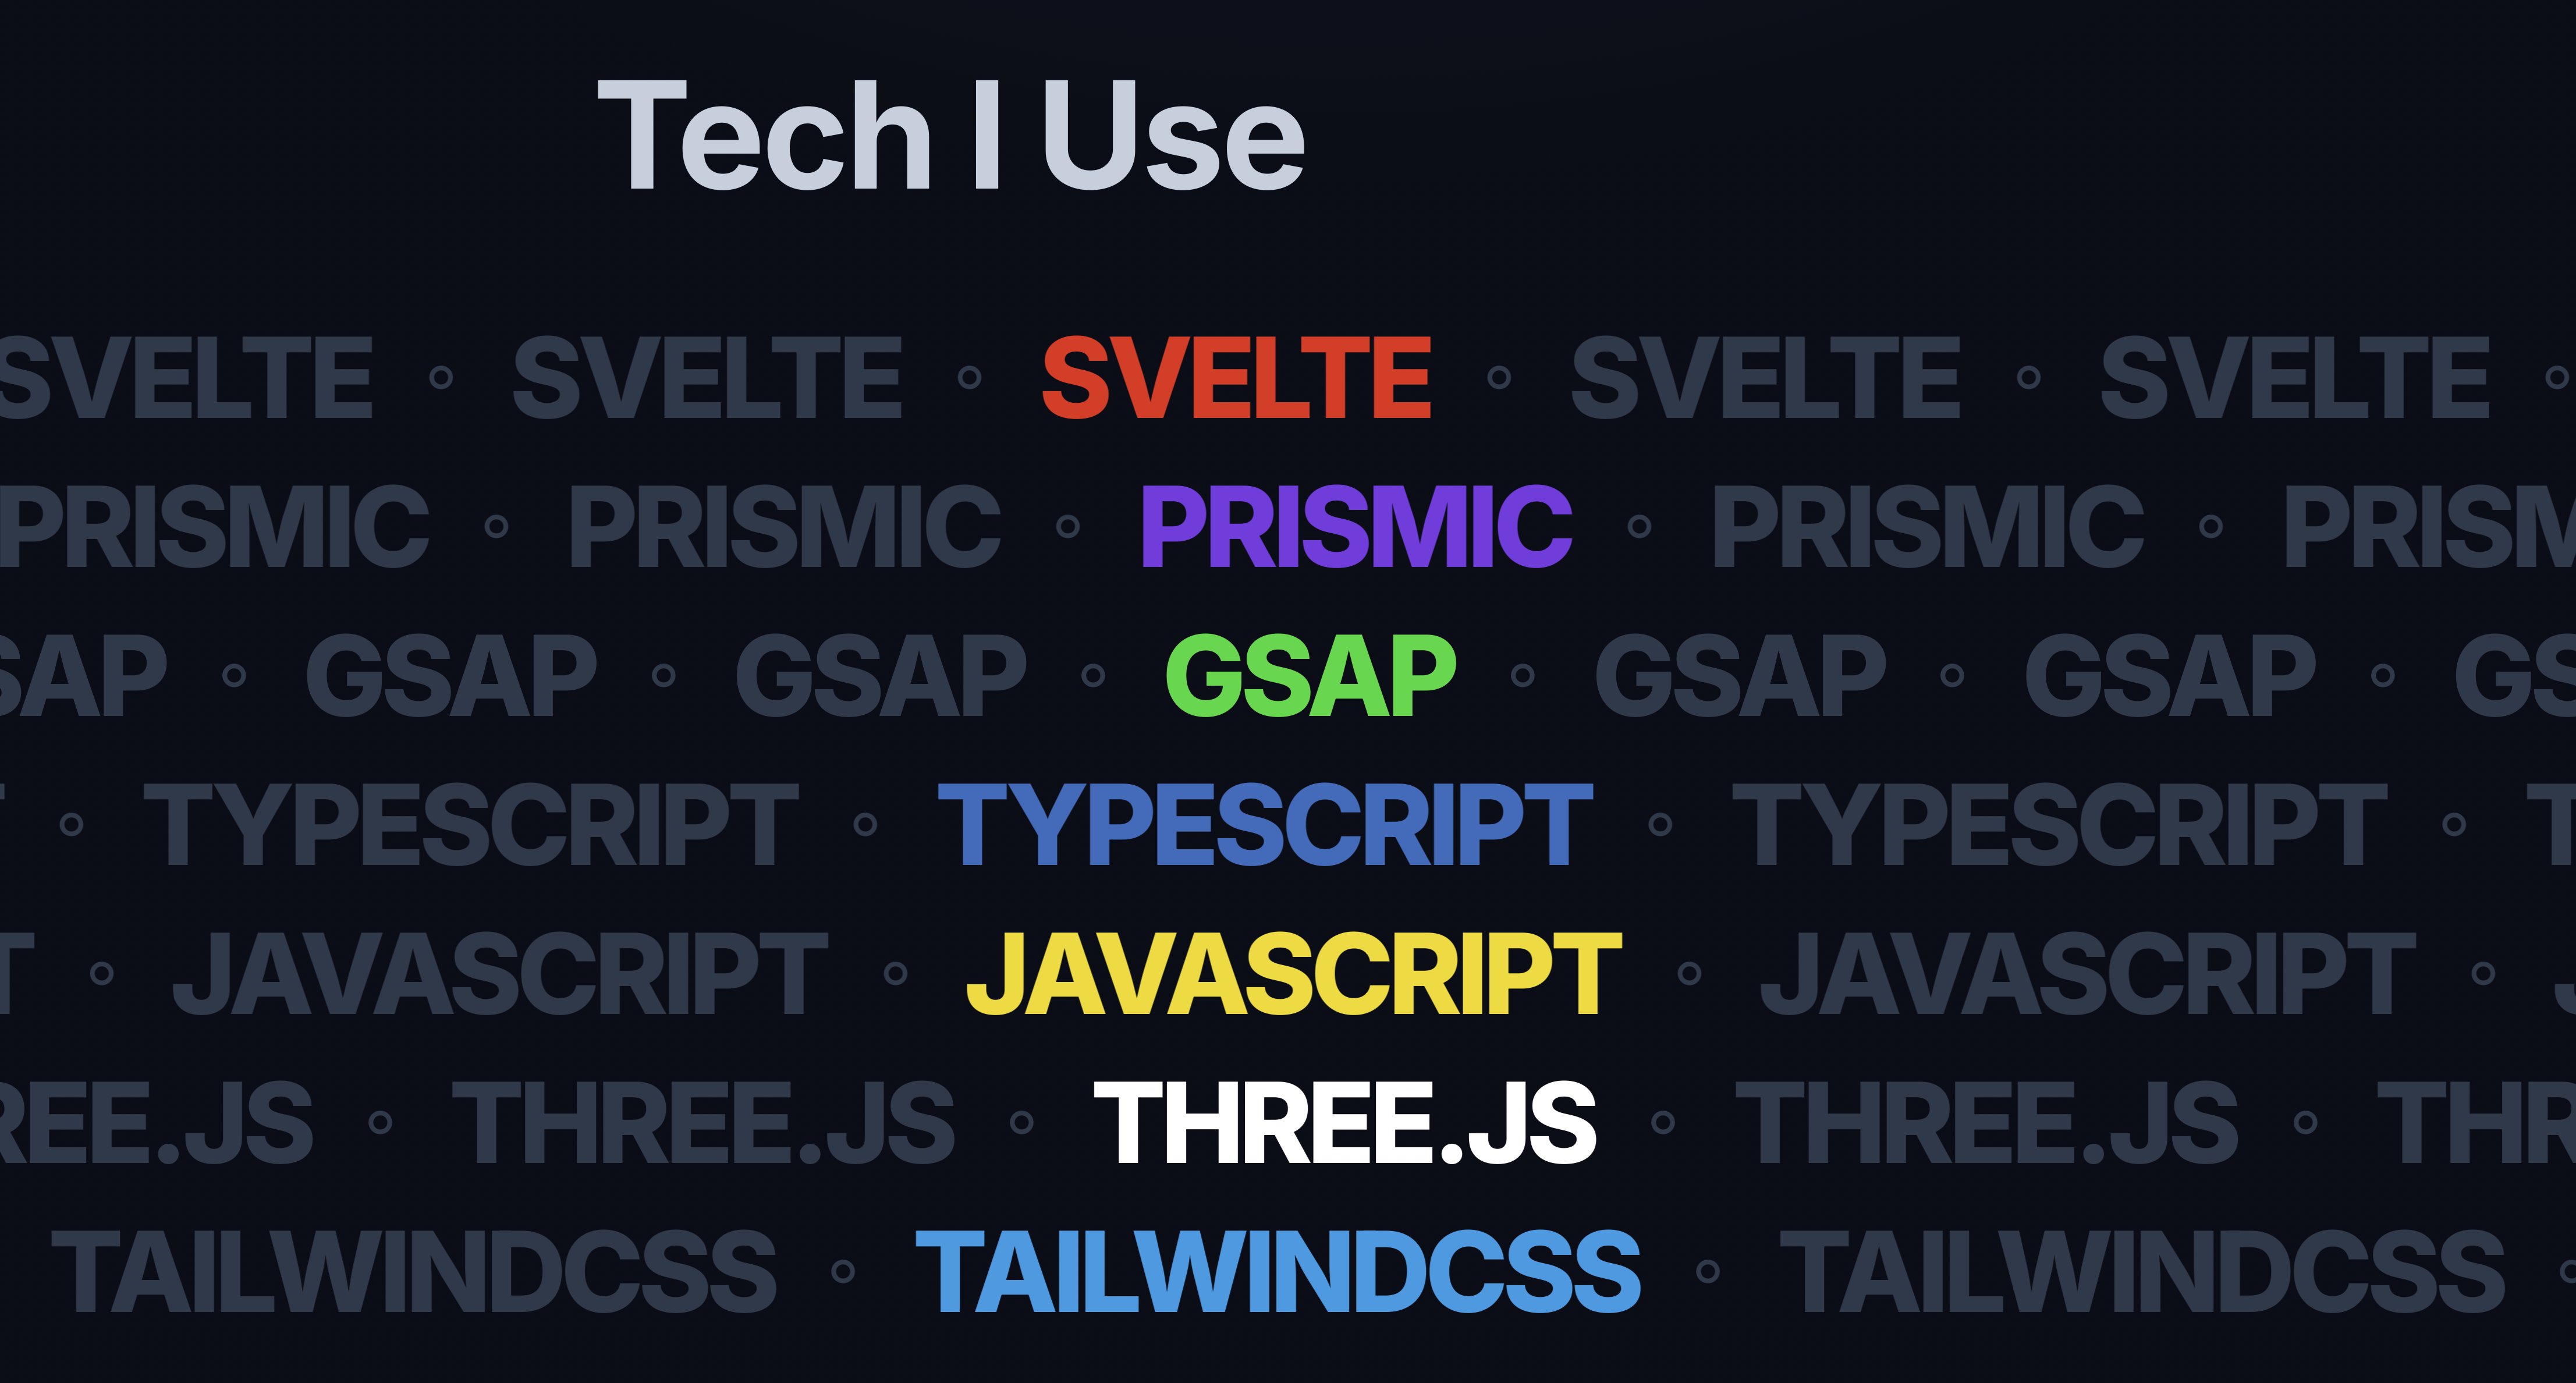 Tech I Use
SVELTE SVELTE SVELTE SVELTE SVELTE
PRISMIC PRISMIC PRISMIC PRISMIC PRISM
SAP GSAP GSAP GSAP GSAP GSAP GS
T TYPESCRIPT TYPESCRIPT TYPESCRIPT T
T JAVASCRIPT JAVASCRIPT JAVASCRIPT J
REE.JS THREE.JS THREE.JS THREE.JS THR
TAILWINDCSS TAILWINDCSS TAILWINDCSS